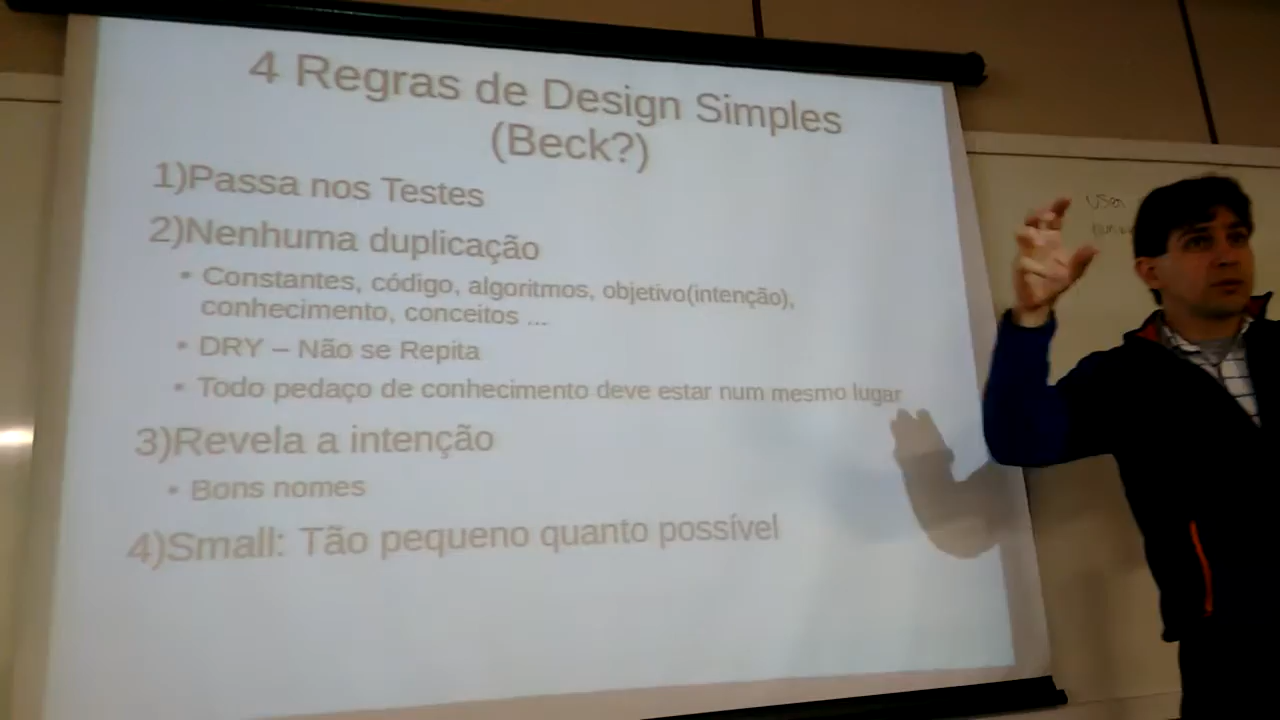 4 Regras de Design Simples
(Beck?)
1)Passa nos Testes
2)Nenhuma duplicação
• Constantes, código, algoritmos, objetivo(intenção),
conhecimento, conceitos ...
• DRY – Não se Repita
• Todo pedaço de conhecimento deve estar num mesmo lugar
3)Revela a intenção
• Bons nomes
4)Small: Tão pequeno quanto possível